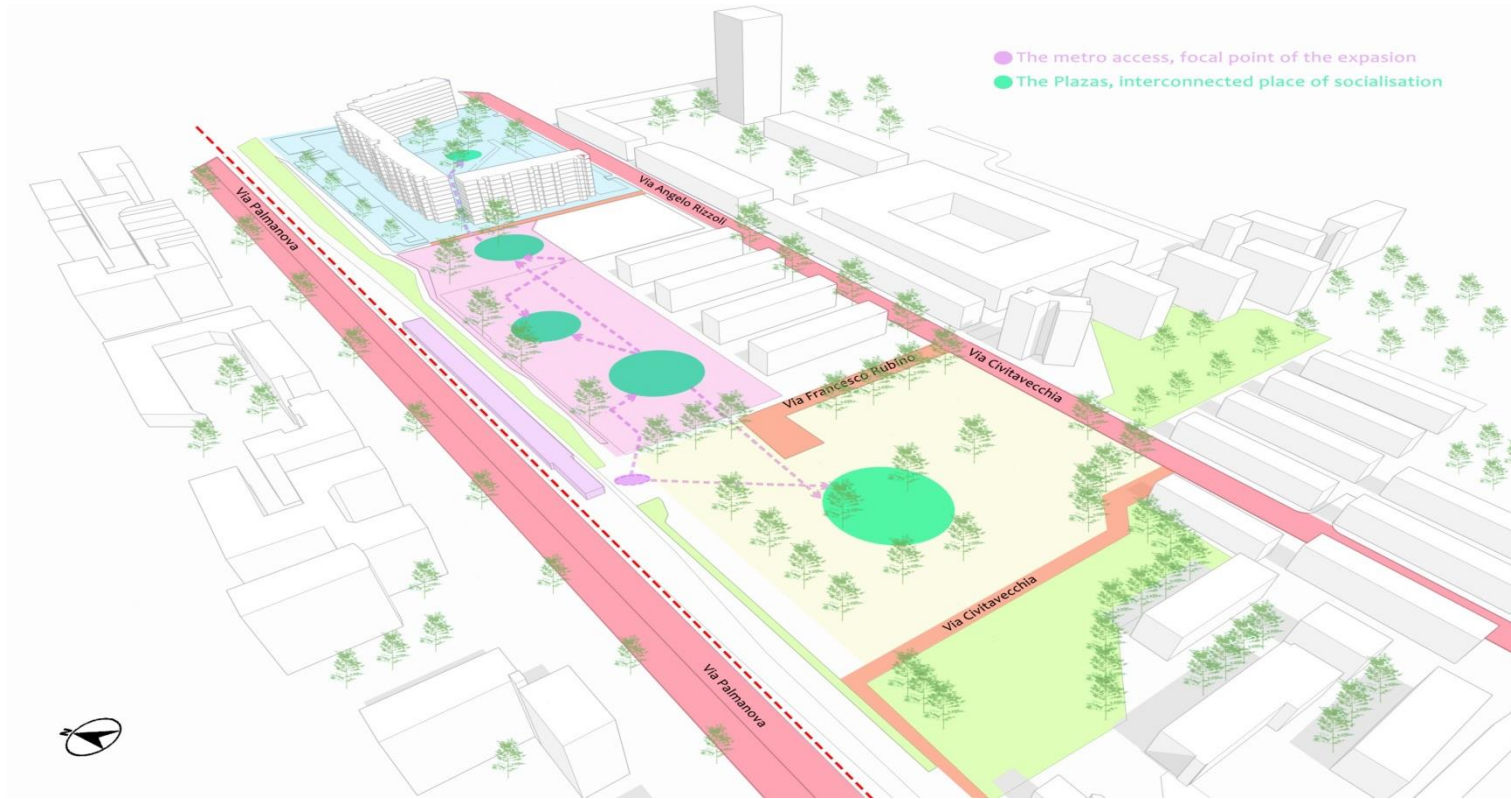 The metro access, focal point of the expasion
The Plazas, interconnected place of socialisation
Via Palmanova
Via Angelo Rizzoli
Via Civitavecchia
Via Francesco Rubino
Via Civitavecchia
Via Palmanova
N